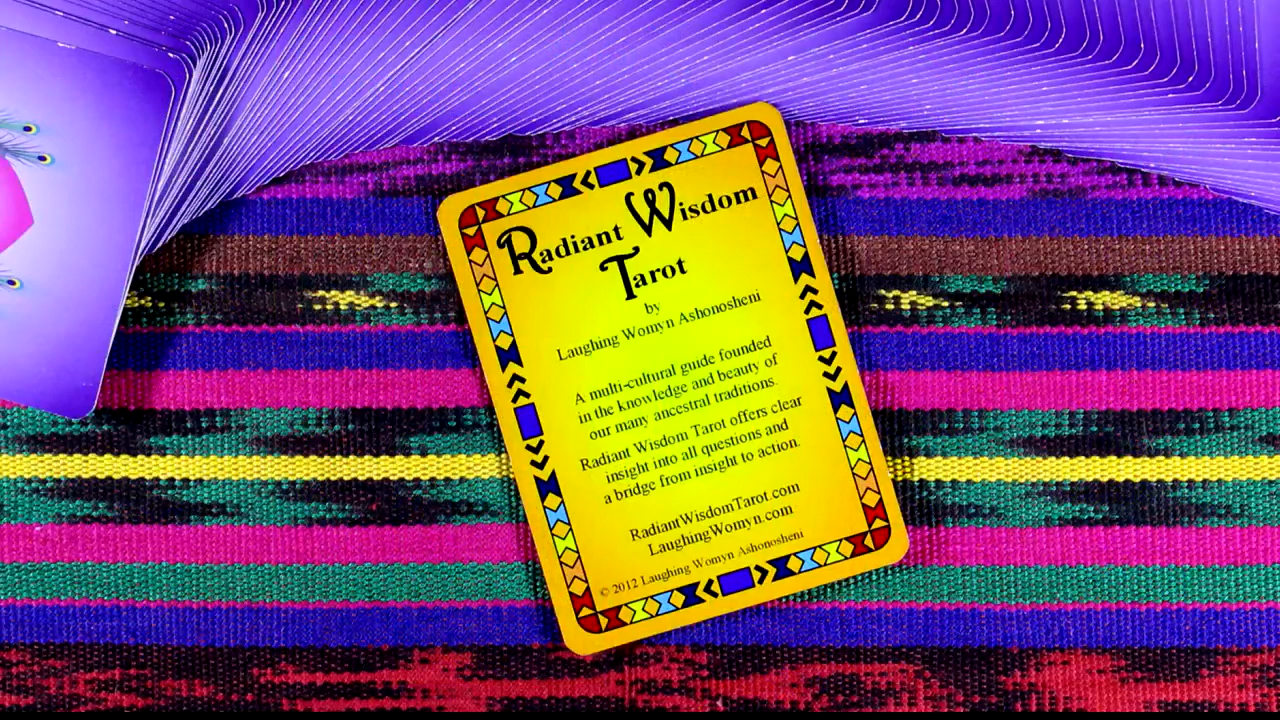 Radiant Wisdom
Tarot
by
Laughing Womyn Ashonosheni
A multi-cultural guide founded
in the knowledge and beauty of
our many ancestral traditions.
Radiant Wisdom Tarot offers clear
insight into all questions and
a bridge from insight to action.
RadiantWisdomTarot.com
LaughingWomyn.com
© 2012 Laughing Womyn Ashonosheni